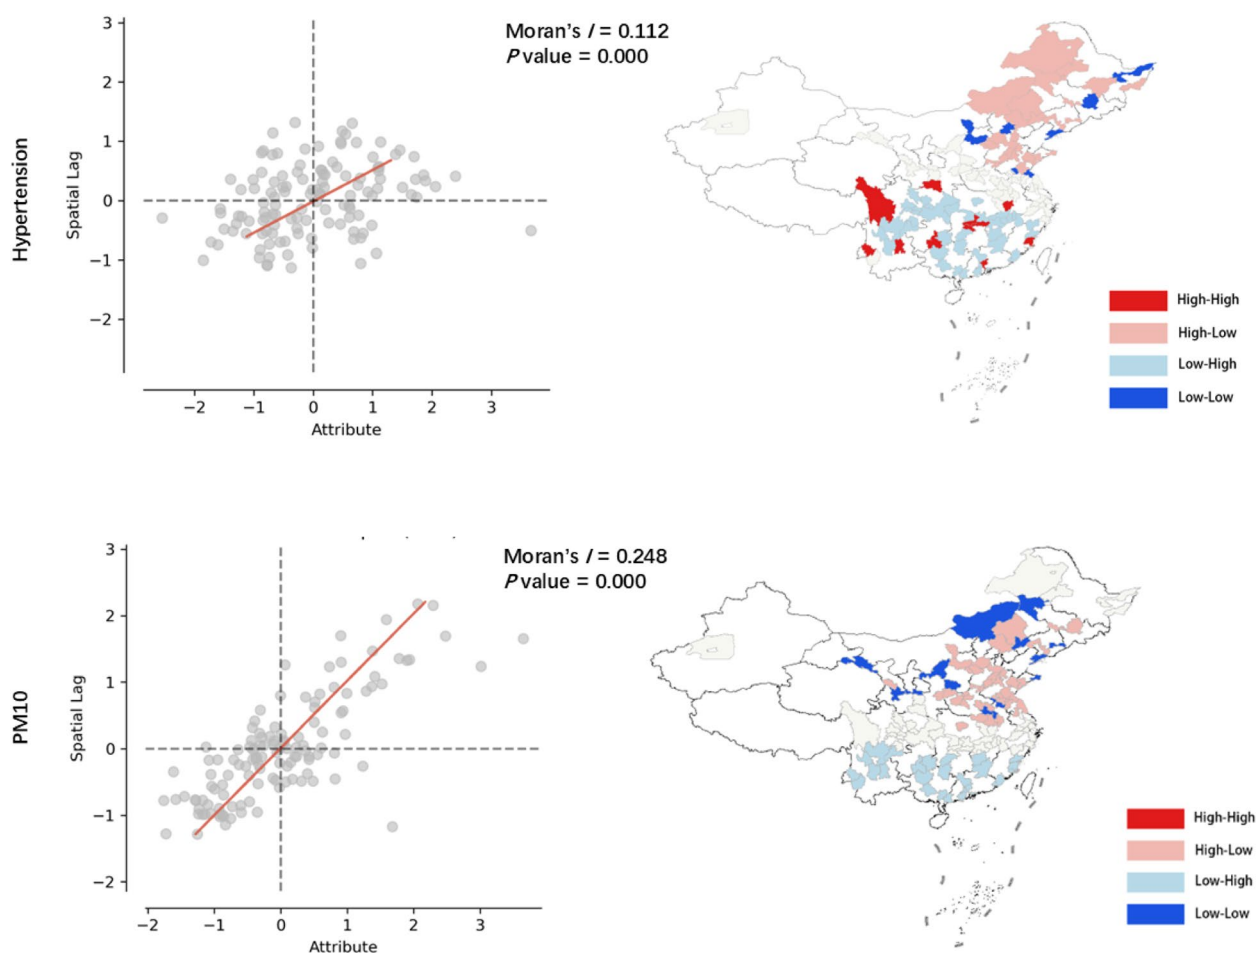 Hypertension
Moran's I = 0.112
P value = 0.000
3
2
1
0
−1
−2
Spatial Lag
−2 −1 0 1 2 3
Attribute
High-High
High-Low
Low-High
Low-Low
PM10
Moran's I = 0.248
P value = 0.000
3
2
1
0
−1
−2
Spatial Lag
−2 −1 0 1 2 3
Attribute
High-High
High-Low
Low-High
Low-Low